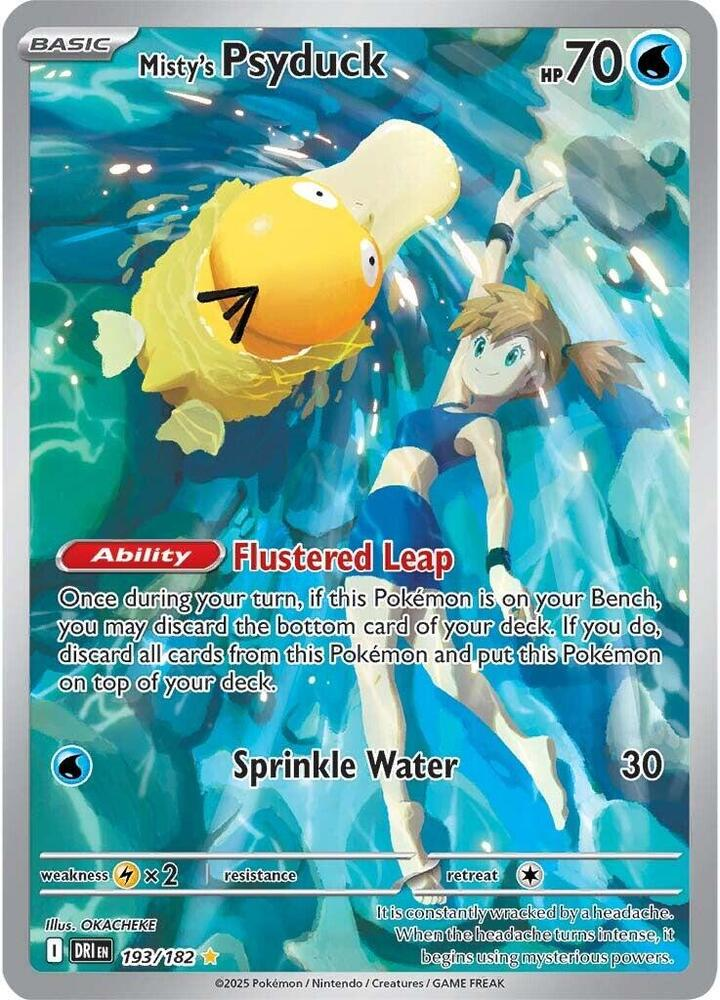 BASIC
Misty's Psyduck
HP 70
Ability Flustered Leap
Once during your turn, if this Pokémon is on your Bench,
you may discard the bottom card of your deck. If you do,
discard all cards from this Pokémon and put this Pokémon
on top of your deck.
Sprinkle Water 30
weakness ×2 resistance retreat
Illus. OKACHEKE
I DRI EN 193/182
It is constantly wracked by a headache.
When the headache turns intense, it
begins using mysterious powers.
©2025 Pokémon / Nintendo / Creatures / GAME FREAK